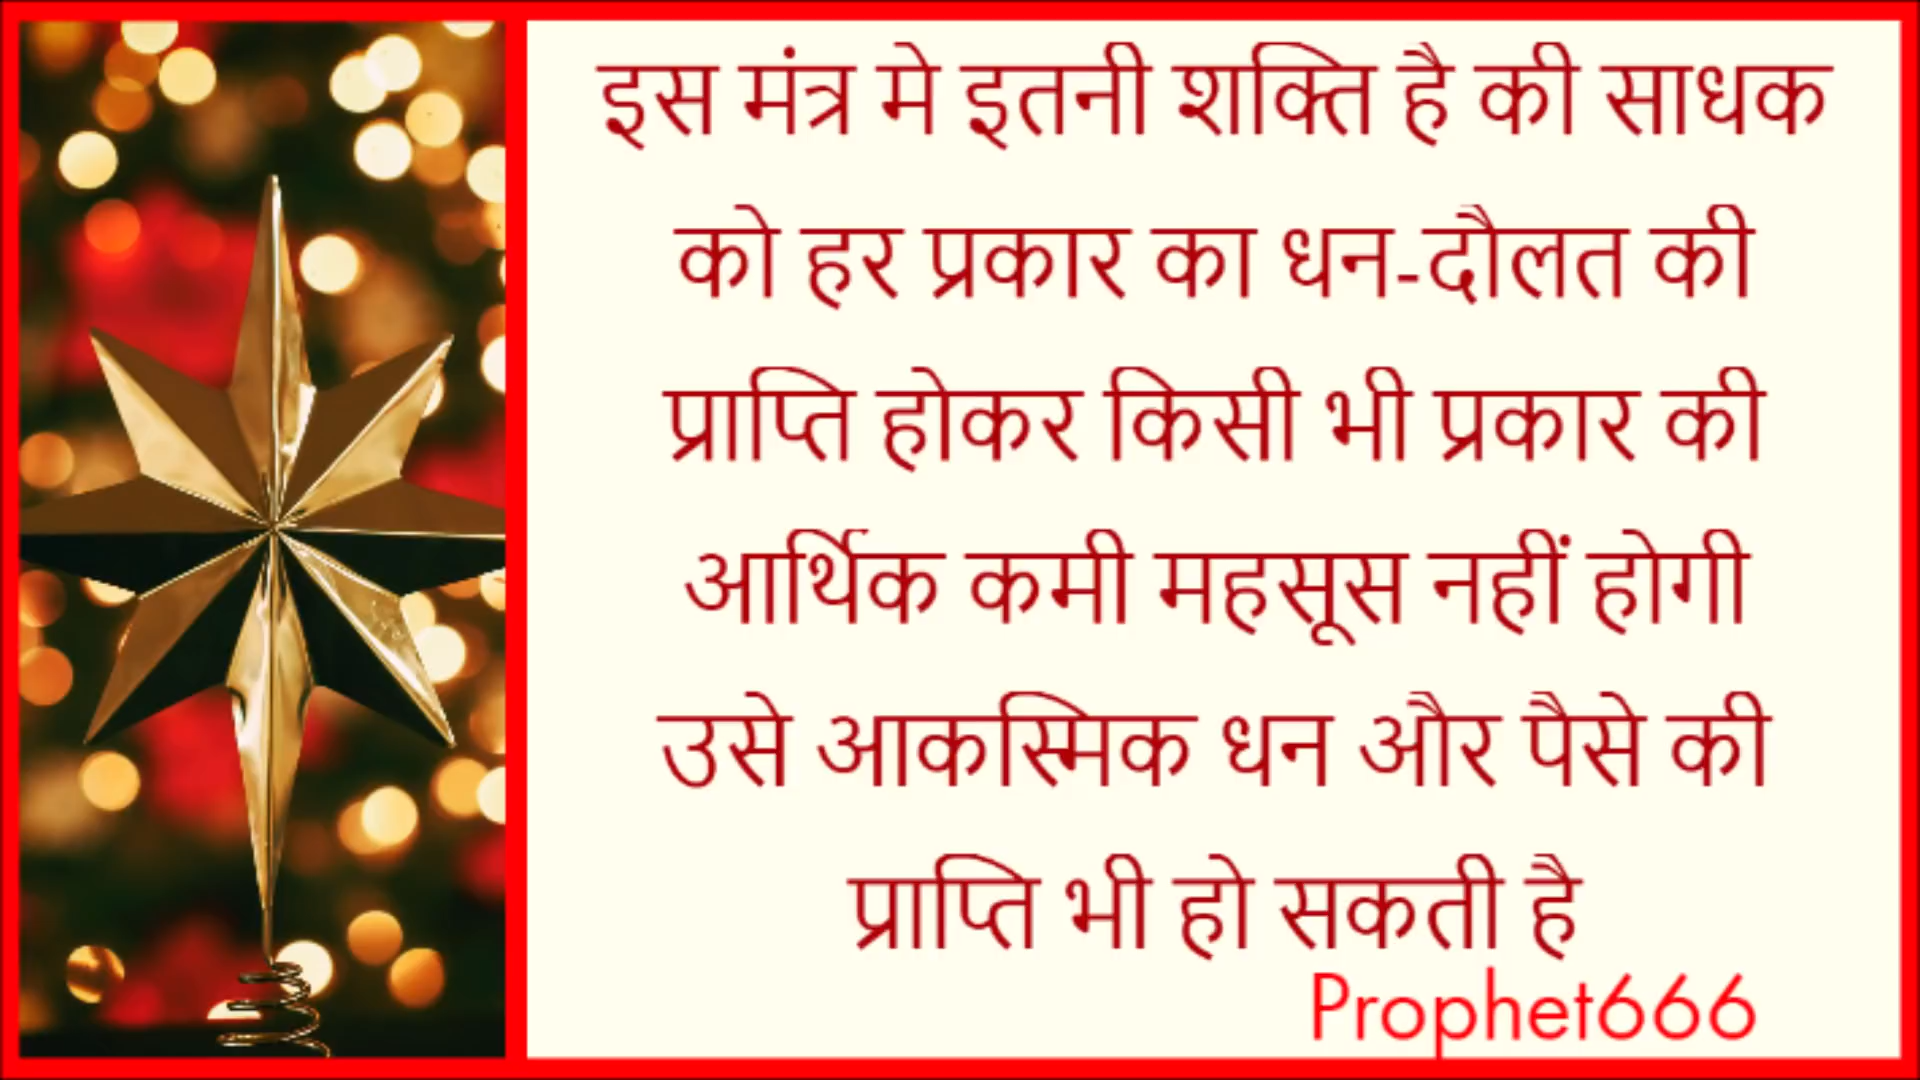 इस मंत्र मे इतनी शक्ति है की साधक
को हर प्रकार का धन-दौलत की
प्राप्ति होकर किसी भी प्रकार की
आर्थिक कमी महसूस नहीं होगी
उसे आकस्मिक धन और पैसे की
प्राप्ति भी हो सकती है
Prophet666